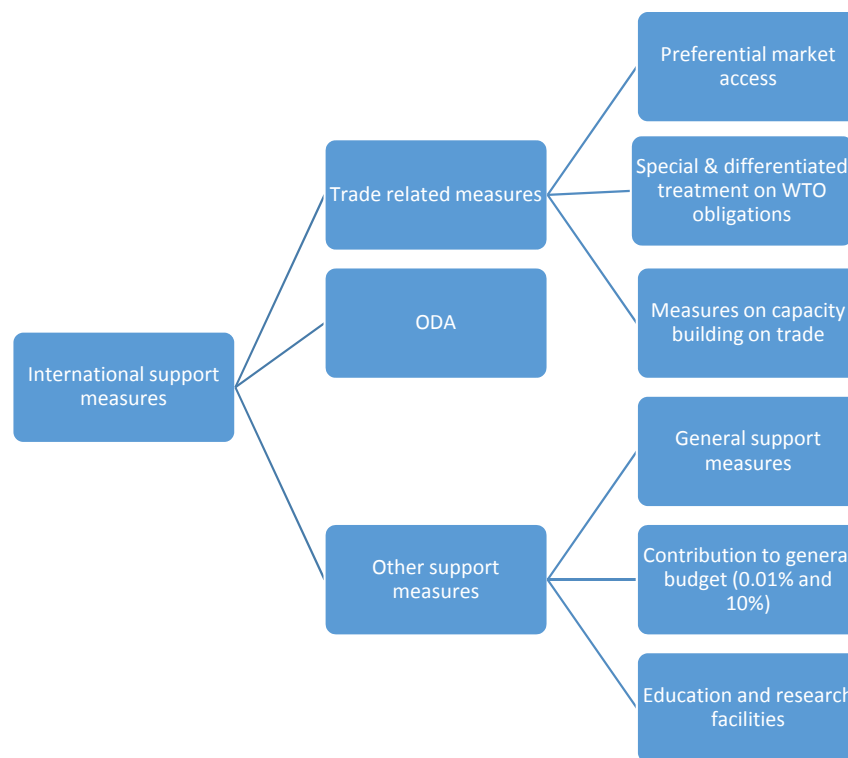 Preferential market
access
Trade related measures
Special & differentiated
treatment on WTO
obligations
Measures on capacity
building on trade
ODA
International support
measures
General support
measures
Other support
measures
Contribution to general
budget (0.01% and
10%)
Education and research
facilities